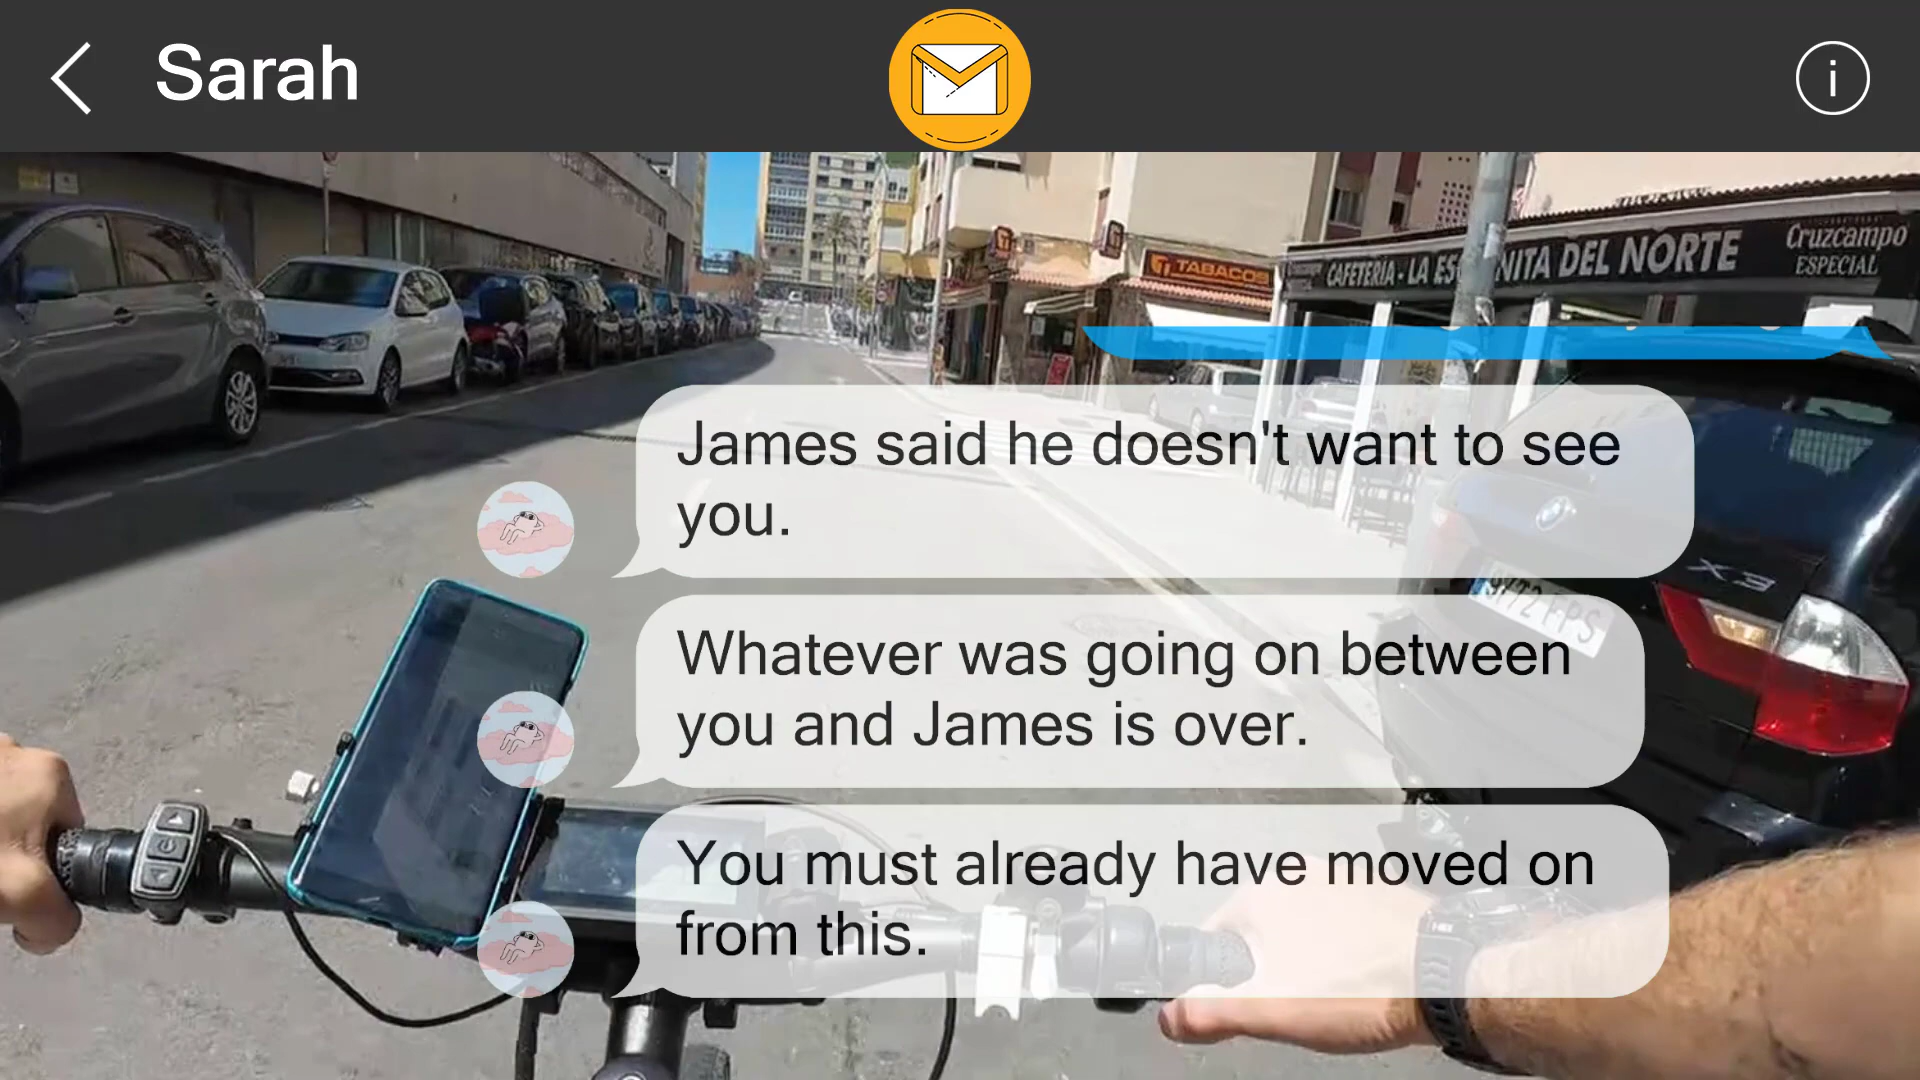 Sarah
i
TABACOS
CAFETERIA - LA ES NITA DEL NORTE
Cruzcampo
ESPECIAL
James said he doesn't want to see
you.
X3
Whatever was going on between
you and James is over.
You must already have moved on
from this.